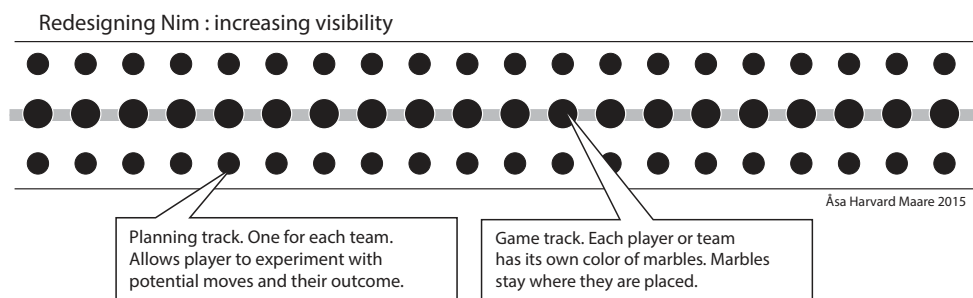 Redesigning Nim : increasing visibility
Åsa Harvard Maare 2015
Planning track. One for each team.
Allows player to experiment with
potential moves and their outcome.
Game track. Each player or team
has its own color of marbles. Marbles
stay where they are placed.